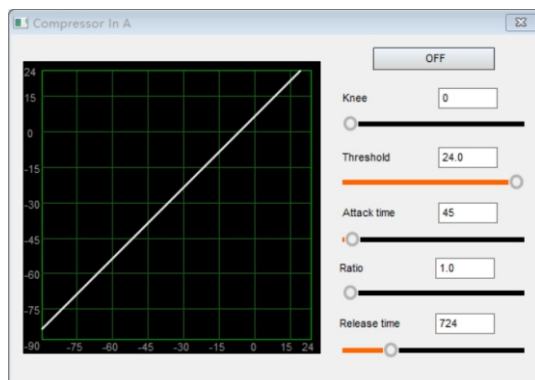 Compressor In A
OFF
Knee 0
Threshold 24.0
Attack time 45
Ratio 1.0
Release time 724
24
15
0
-15
-30
-45
-60
-75
-90 -75 -60 -45 -30 -15 0 15 24